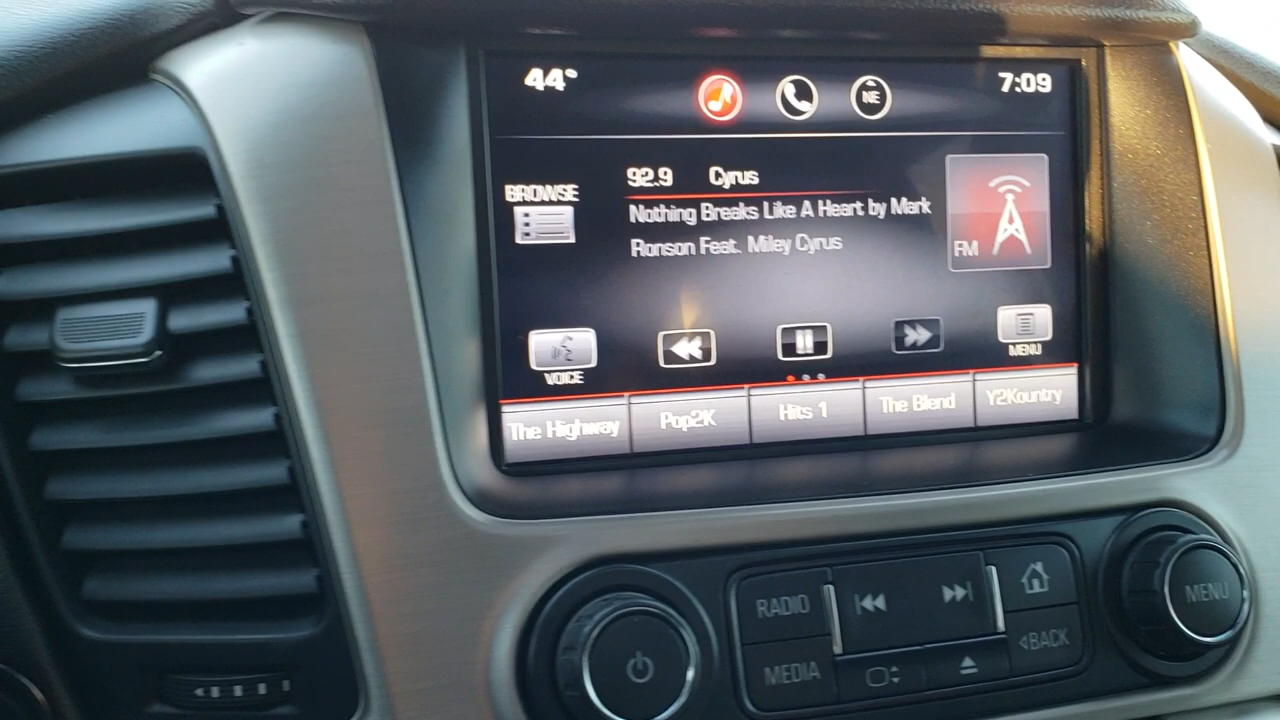 44° NE 7:09
92.9 Cyrus
BROWSE
Nothing Breaks Like A Heart by Mark
Ronson Feat. Miley Cyrus
FM
VOICE
MENU
The Highway Pop2K Hits 1 The Blend Y2Kountry
RADIO
MEDIA
BACK
MENU